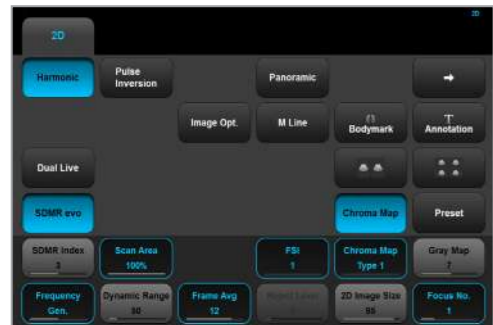 2D
2D
Harmonic
Pulse
Inversion
Panoramic
Image Opt.
M Line
Bodymark
T
Annotation
Dual Live
SDMR evo
Chroma Map
Preset
SDMR Index
3
Scan Area
100%
FSI
1
Chroma Map
Type 1
Gray Map
7
Frequency
Gen.
Dynamic Range
Frame Avg
12
2D Image Size
Focus No.
1